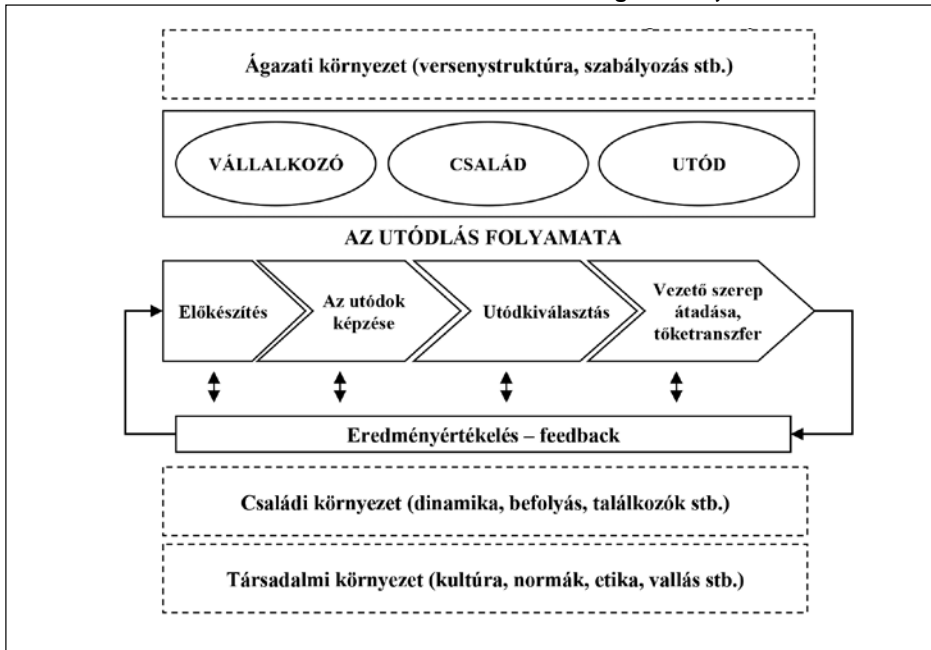 Ágazati környezet (versenystruktúra, szabályozás stb.)
VÁLLALKOZÓ
CSALÁD
UTÓD
AZ UTÓDLÁS FOLYAMATA
Előkészítés
Az utódok
képzése
Utódkiválasztás
Vezető szerep
átadása,
tőketranszfer
Eredményértékelés – feedback
Családi környezet (dinamika, befolyás, találkozók stb.)
Társadalmi környezet (kultúra, normák, etika, vallás stb.)